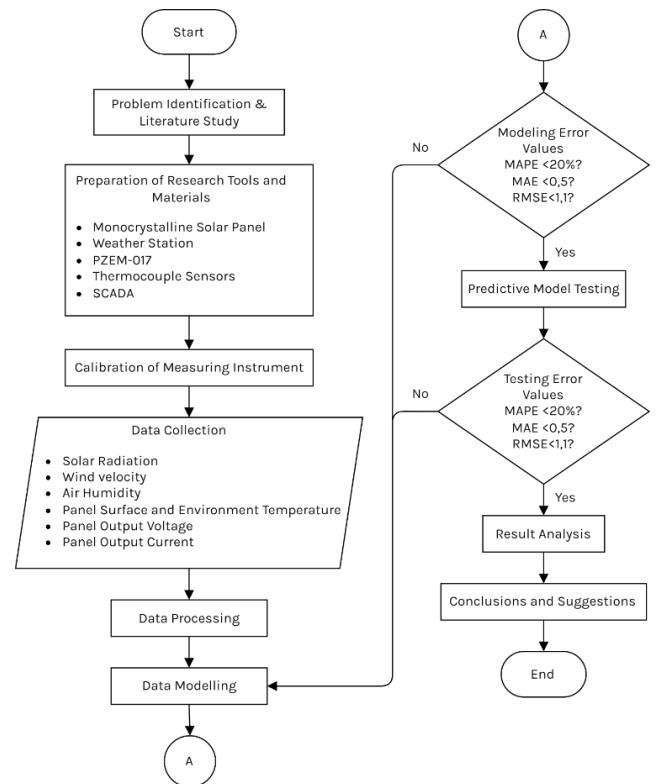 Start
Problem Identification &
Literature Study
Preparation of Research Tools and
Materials
• Monocrystalline Solar Panel
• Weather Station
• PZEM-017
• Thermocouple Sensors
• SCADA
Calibration of Measuring Instrument
Data Collection
• Solar Radiation
• Wind velocity
• Air Humidity
• Panel Surface and Environment Temperature
• Panel Output Voltage
• Panel Output Current
Data Processing
Data Modelling
A
A
Modeling Error
Values
MAPE <20%?
MAE <0,5?
RMSE<1,1?
No
Yes
Predictive Model Testing
Testing Error
Values
MAPE <20%?
MAE <0,5?
RMSE<1,1?
No
Yes
Result Analysis
Conclusions and Suggestions
End